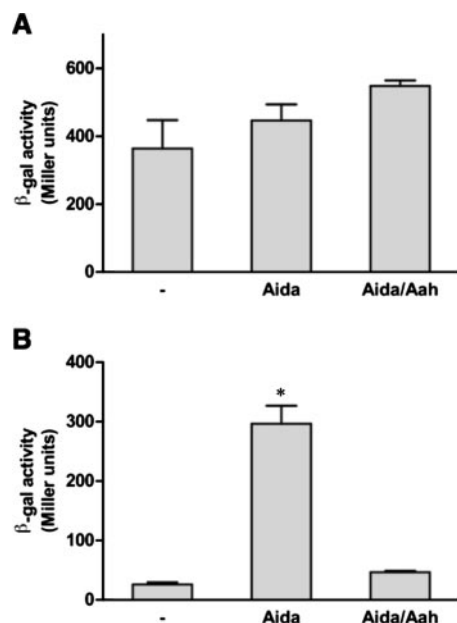 A
β-gal activity
(Miller units)
600
400
200
0
-
Aida
Aida/Aah
B
β-gal activity
(Miller units)
400
300
200
100
0
*
-
Aida
Aida/Aah